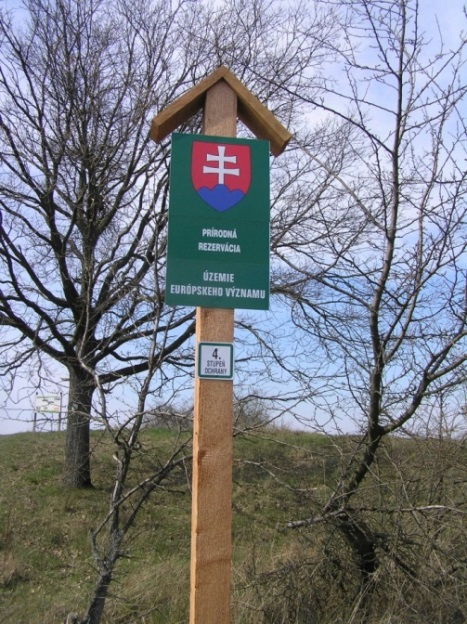 PRÍRODNÁ
REZERVÁCIA
ÚZEMIE
EURÓPSKEHO VÝZNAMU
4.
STUPEŇ
OCHRANY